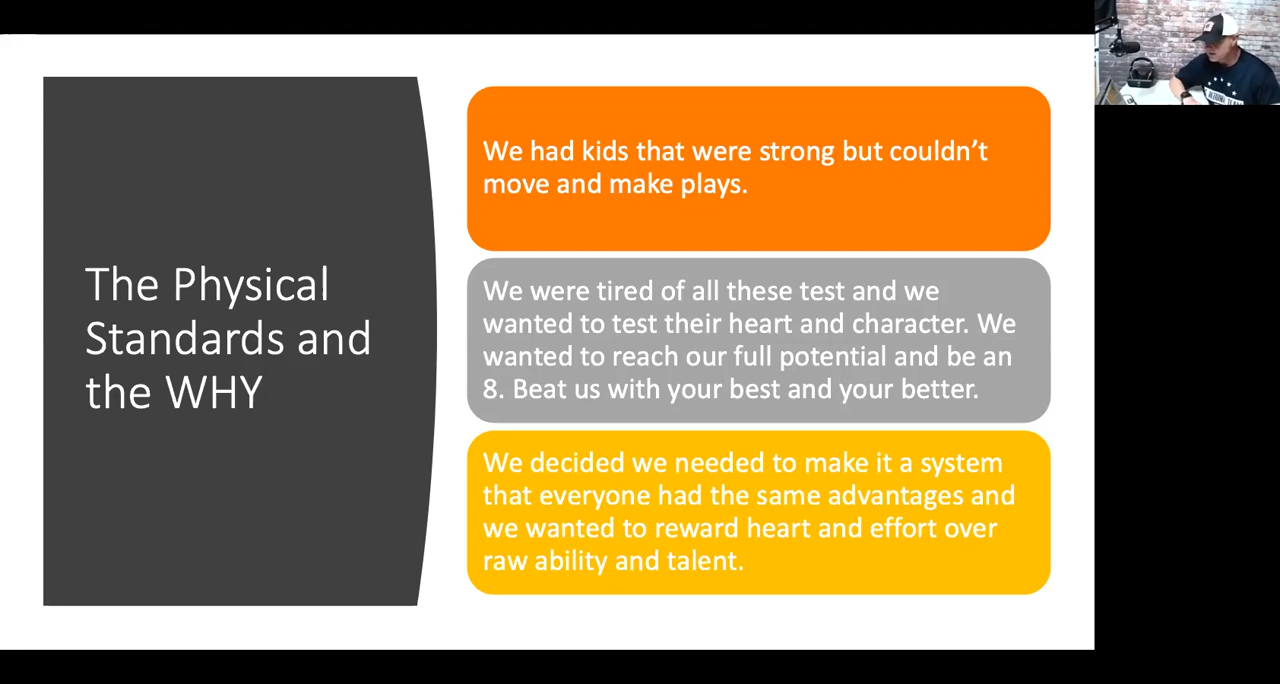 The Physical
Standards and
the WHY
We had kids that were strong but couldn’t
move and make plays.
We were tired of all these test and we
wanted to test their heart and character. We
wanted to reach our full potential and be an
8. Beat us with your best and your better.
We decided we needed to make it a system
that everyone had the same advantages and
we wanted to reward heart and effort over
raw ability and talent.